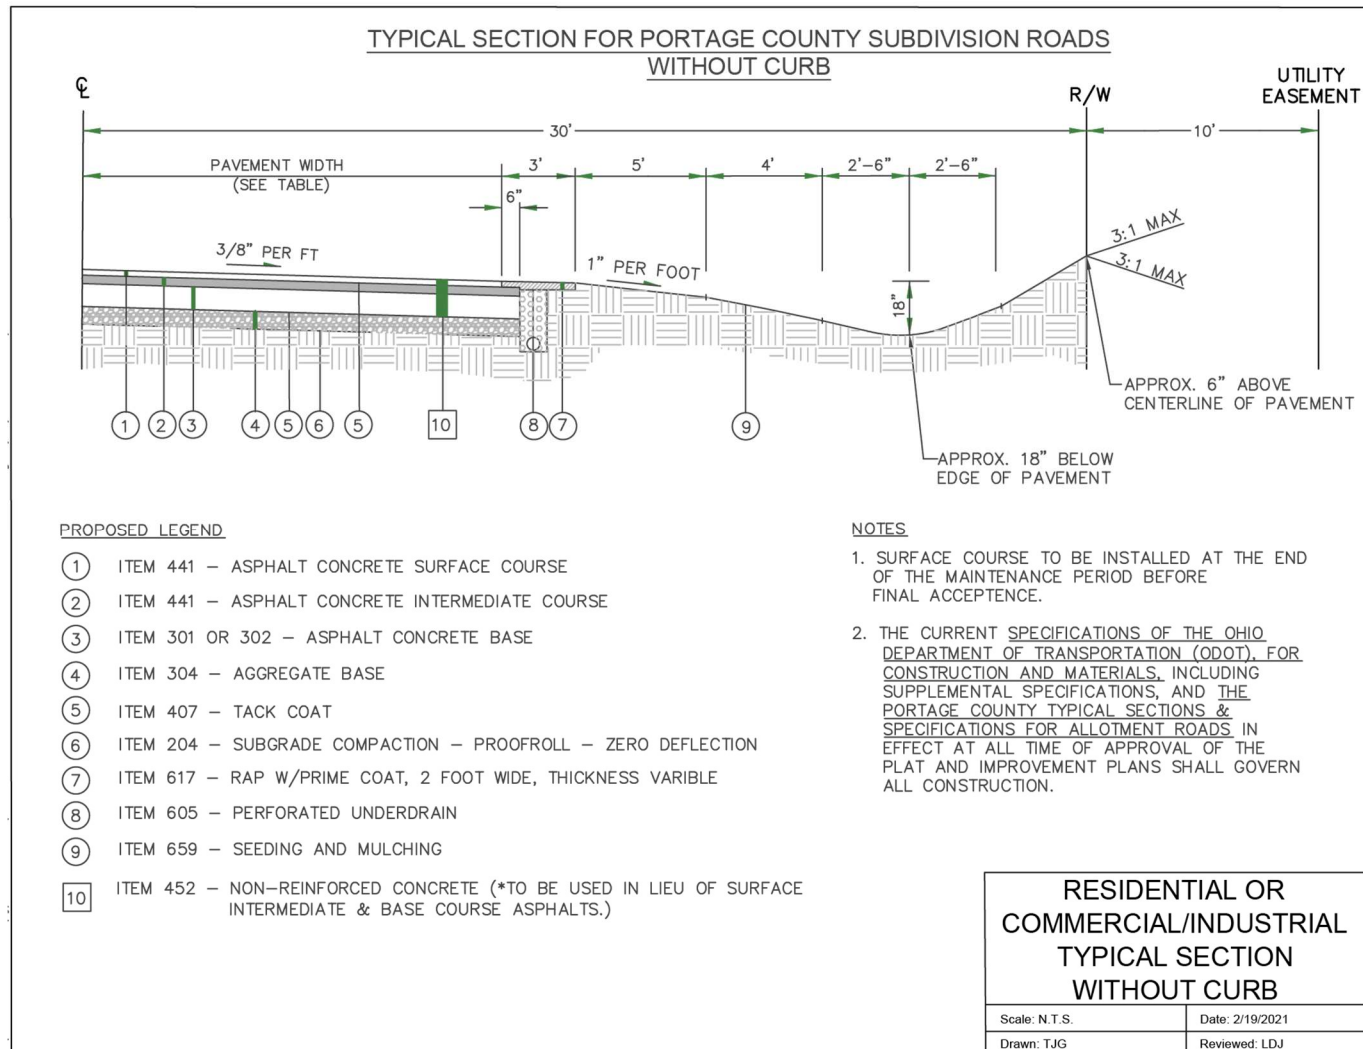 TYPICAL SECTION FOR PORTAGE COUNTY SUBDIVISION ROADS
WITHOUT CURB
℄
R/W
UTILITY
EASEMENT
30'
10'
PAVEMENT WIDTH
(SEE TABLE)
3'
5'
4'
2'-6"
2'-6"
6"
3/8" PER FT
1" PER FOOT
18"
3:1 MAX
3:1 MAX
1
2
3
4
5
6
5
10
8
7
9
APPROX. 6" ABOVE
CENTERLINE OF PAVEMENT
APPROX. 18" BELOW
EDGE OF PAVEMENT
PROPOSED LEGEND
1 ITEM 441 – ASPHALT CONCRETE SURFACE COURSE
2 ITEM 441 – ASPHALT CONCRETE INTERMEDIATE COURSE
3 ITEM 301 OR 302 – ASPHALT CONCRETE BASE
4 ITEM 304 – AGGREGATE BASE
5 ITEM 407 – TACK COAT
6 ITEM 204 – SUBGRADE COMPACTION – PROOFROLL – ZERO DEFLECTION
7 ITEM 617 – RAP W/PRIME COAT, 2 FOOT WIDE, THICKNESS VARIBLE
8 ITEM 605 – PERFORATED UNDERDRAIN
9 ITEM 659 – SEEDING AND MULCHING
10 ITEM 452 – NON–REINFORCED CONCRETE (*TO BE USED IN LIEU OF SURFACE
INTERMEDIATE & BASE COURSE ASPHALTS.)
NOTES
1. SURFACE COURSE TO BE INSTALLED AT THE END
OF THE MAINTENANCE PERIOD BEFORE
FINAL ACCEPTENCE.
2. THE CURRENT SPECIFICATIONS OF THE OHIO
DEPARTMENT OF TRANSPORTATION (ODOT), FOR
CONSTRUCTION AND MATERIALS, INCLUDING
SUPPLEMENTAL SPECIFICATIONS, AND THE
PORTAGE COUNTY TYPICAL SECTIONS &
SPECIFICATIONS FOR ALLOTMENT ROADS IN
EFFECT AT ALL TIME OF APPROVAL OF THE
PLAT AND IMPROVEMENT PLANS SHALL GOVERN
ALL CONSTRUCTION.
RESIDENTIAL OR
COMMERCIAL/INDUSTRIAL
TYPICAL SECTION
WITHOUT CURB
Scale: N.T.S.
Date: 2/19/2021
Drawn: TJG
Reviewed: LDJ